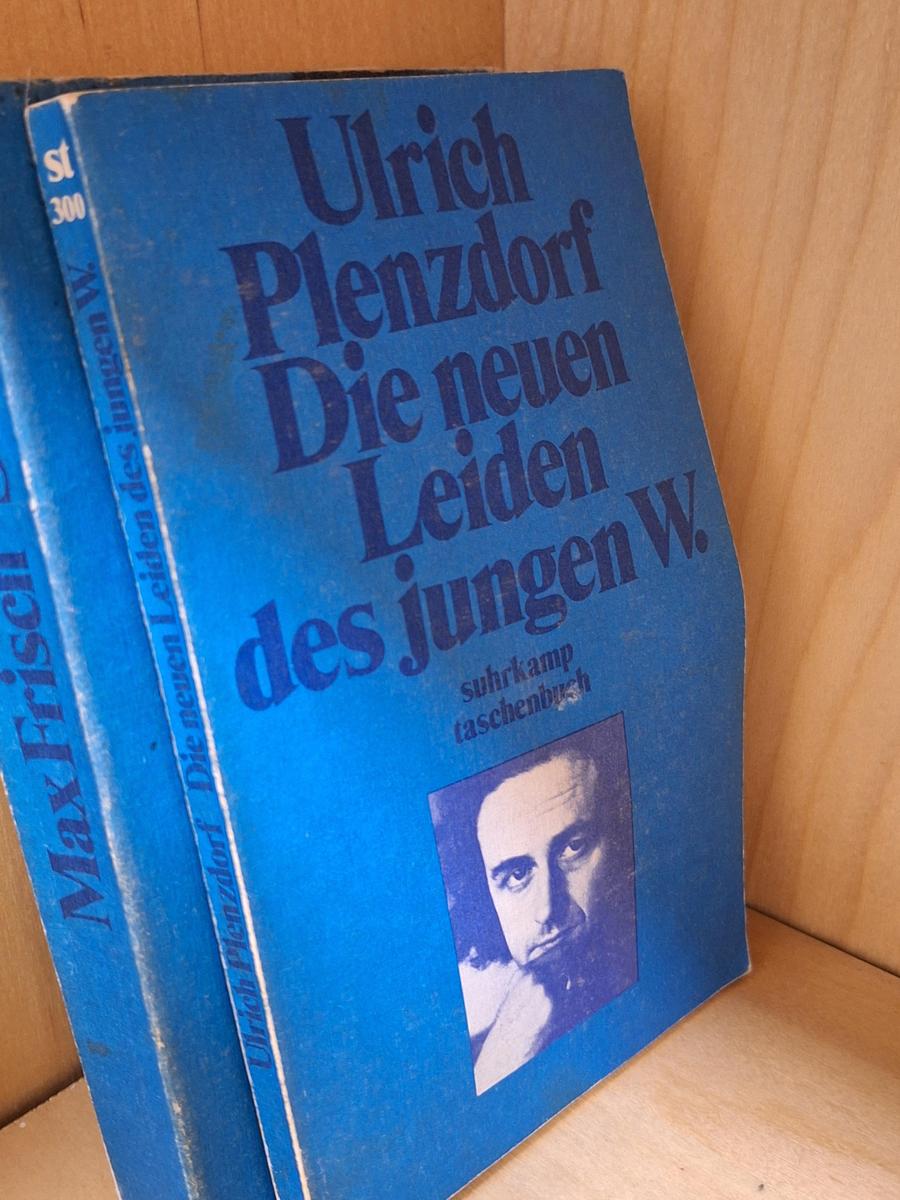 Ulrich
Plenzdorf
Die neuen
Leiden
des jungen W.
suhrkamp
taschenbuch
st
300
Ulrich Plenzdorf Die neuen Leiden des jungen W.
Max Frisch